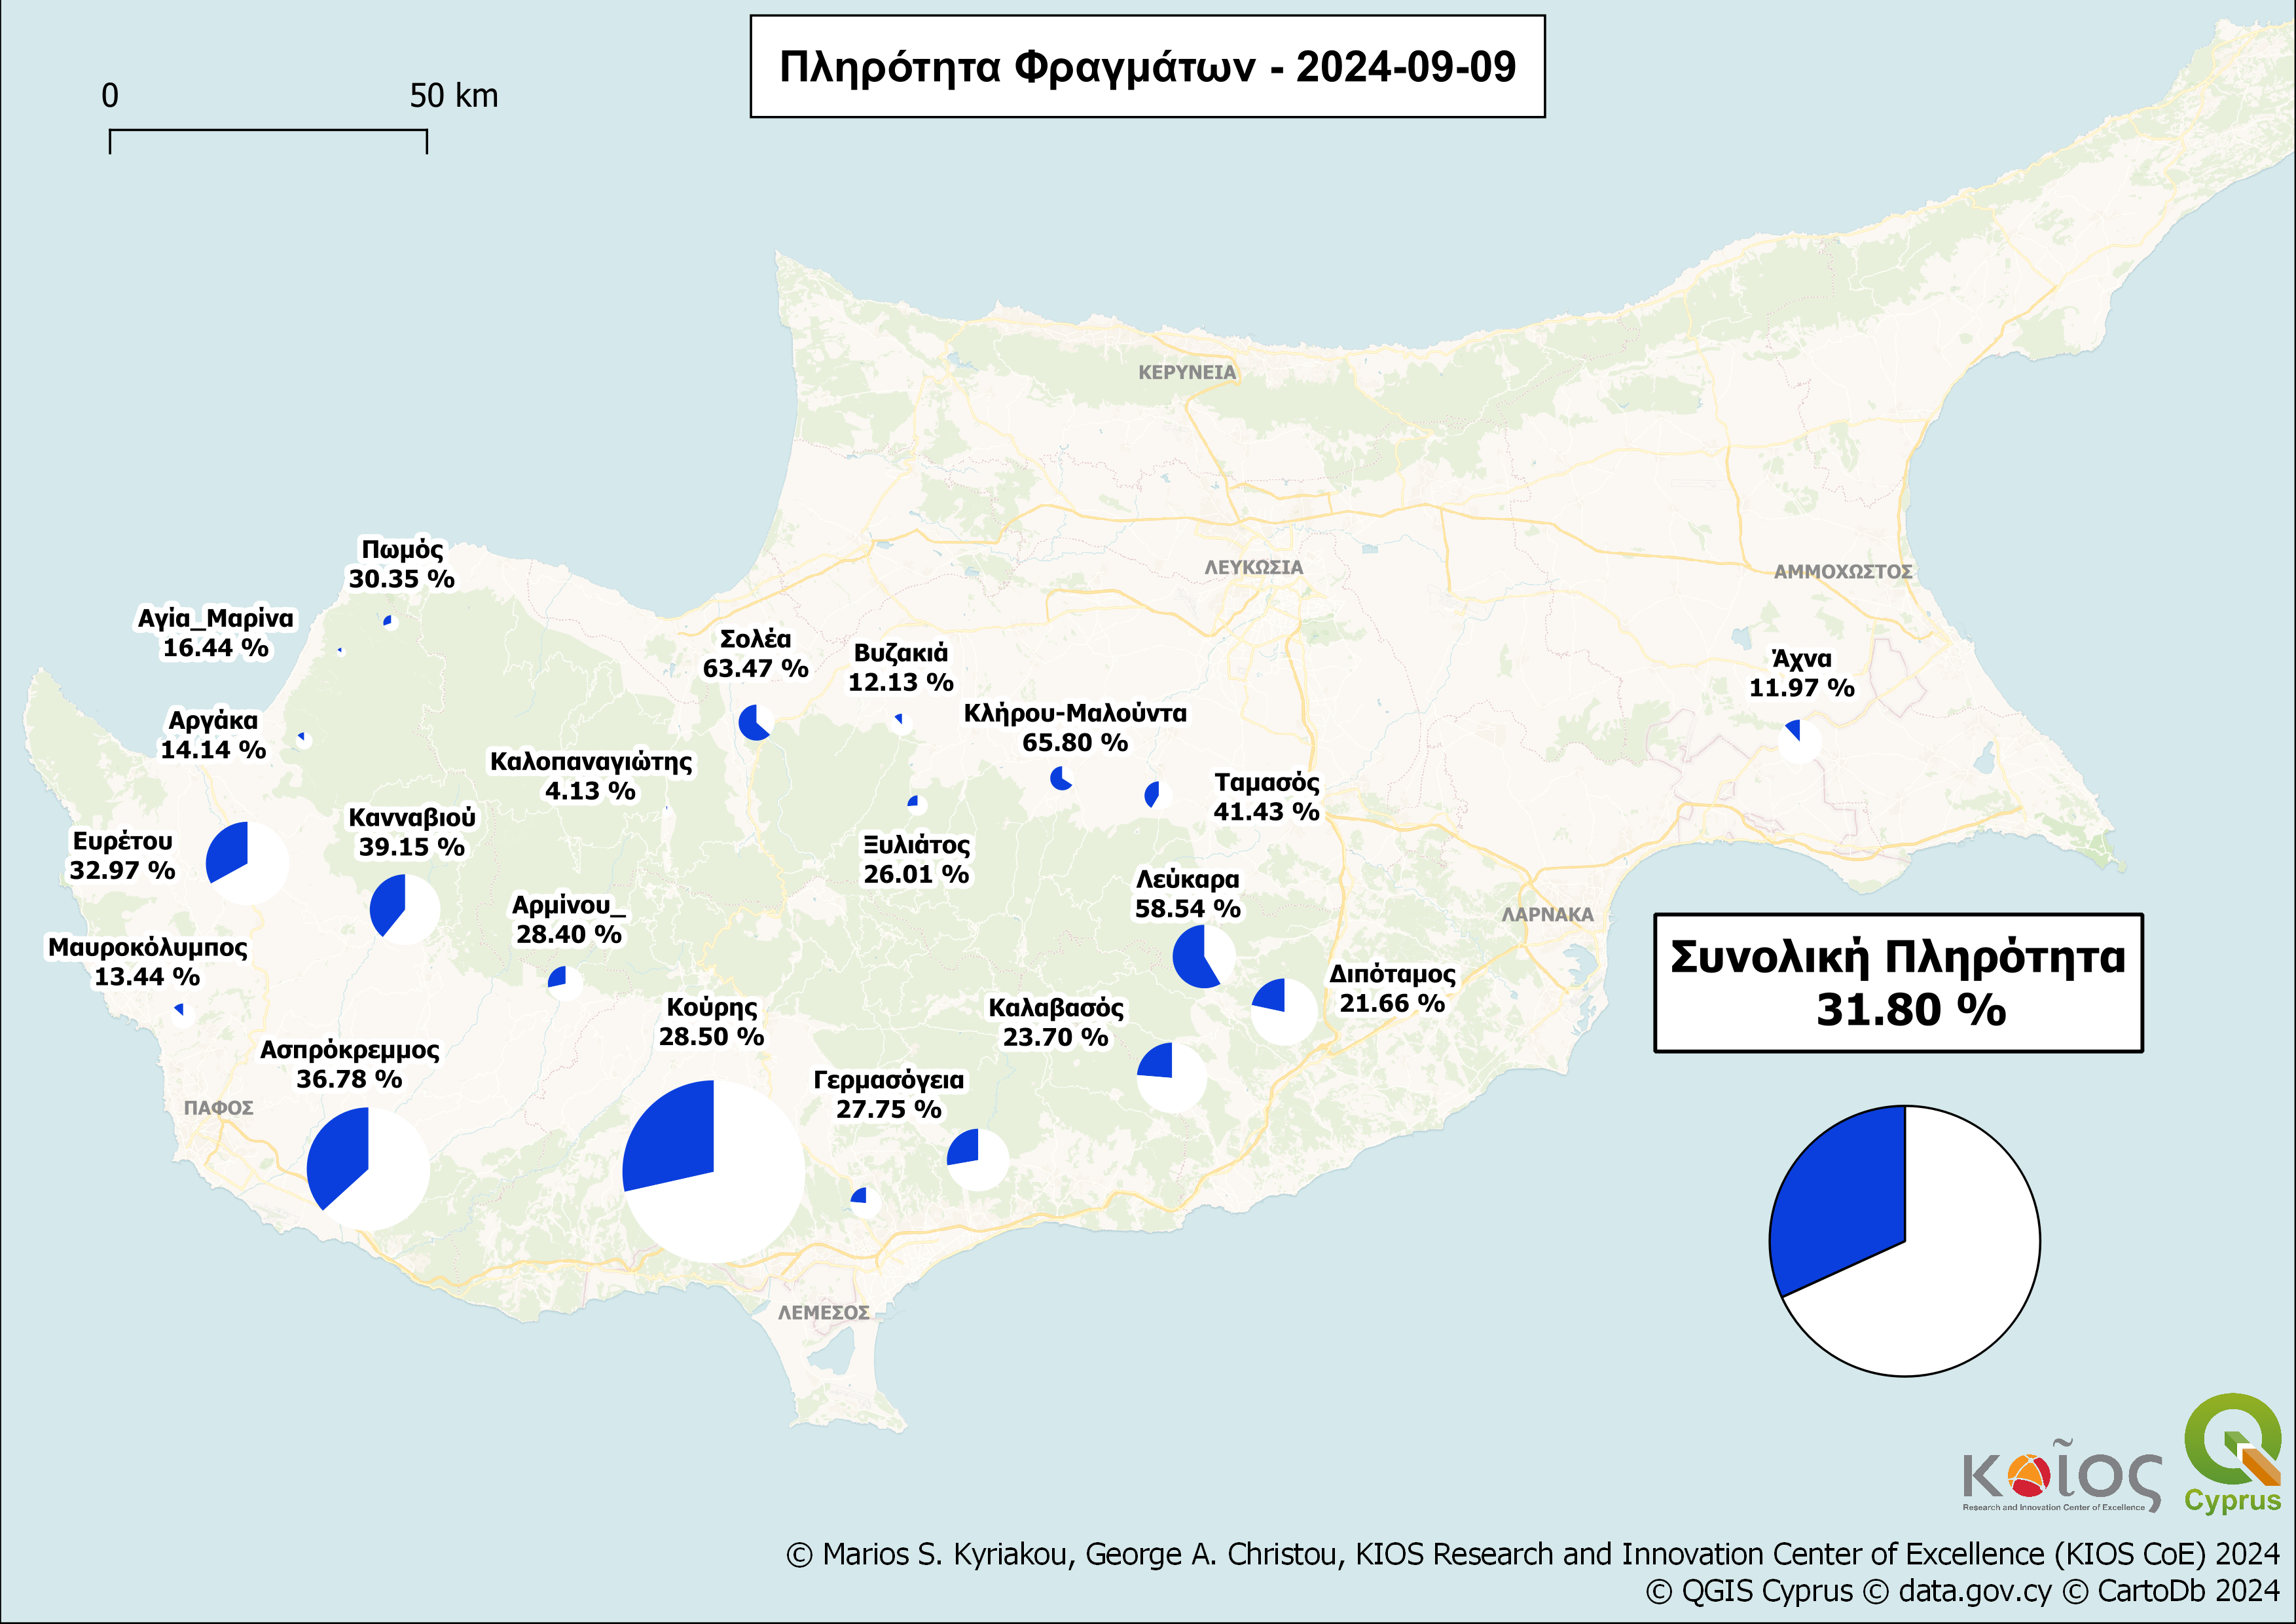 Πληρότητα Φραγμάτων - 2024-09-09
0 50 km
ΚΕΡΥΝΕΙΑ
Πωμός
30.35 %
ΛΕΥΚΩΣΙΑ
ΑΜΜΟΧΩΣΤΟΣ
Αγία_Μαρίνα
16.44 %
Σολέα
63.47 %
Βυζακιά
12.13 %
Άχνα
11.97 %
Αργάκα
14.14 %
Κλήρου-Μαλούντα
65.80 %
Καλοπαναγιώτης
4.13 %
Ταμασός
41.43 %
Ευρέτου
32.97 %
Κανναβιού
39.15 %
Ξυλιάτος
26.01 %
Λεύκαρα
58.54 %
Αρμίνου_
28.40 %
ΛΑΡΝΑΚΑ
Μαυροκόλυμπος
13.44 %
Συνολική Πληρότητα
31.80 %
Διπόταμος
21.66 %
Κούρης
28.50 %
Καλαβασός
23.70 %
Ασπρόκρεμμος
36.78 %
Γερμασόγεια
27.75 %
ΠΑΦΟΣ
ΛΕΜΕΣΟΣ
κοῖος
Research and Innovation Center of Excellence
Cyprus
© Marios S. Kyriakou, George A. Christou, KIOS Research and Innovation Center of Excellence (KIOS CoE) 2024
© QGIS Cyprus © data.gov.cy © CartoDb 2024